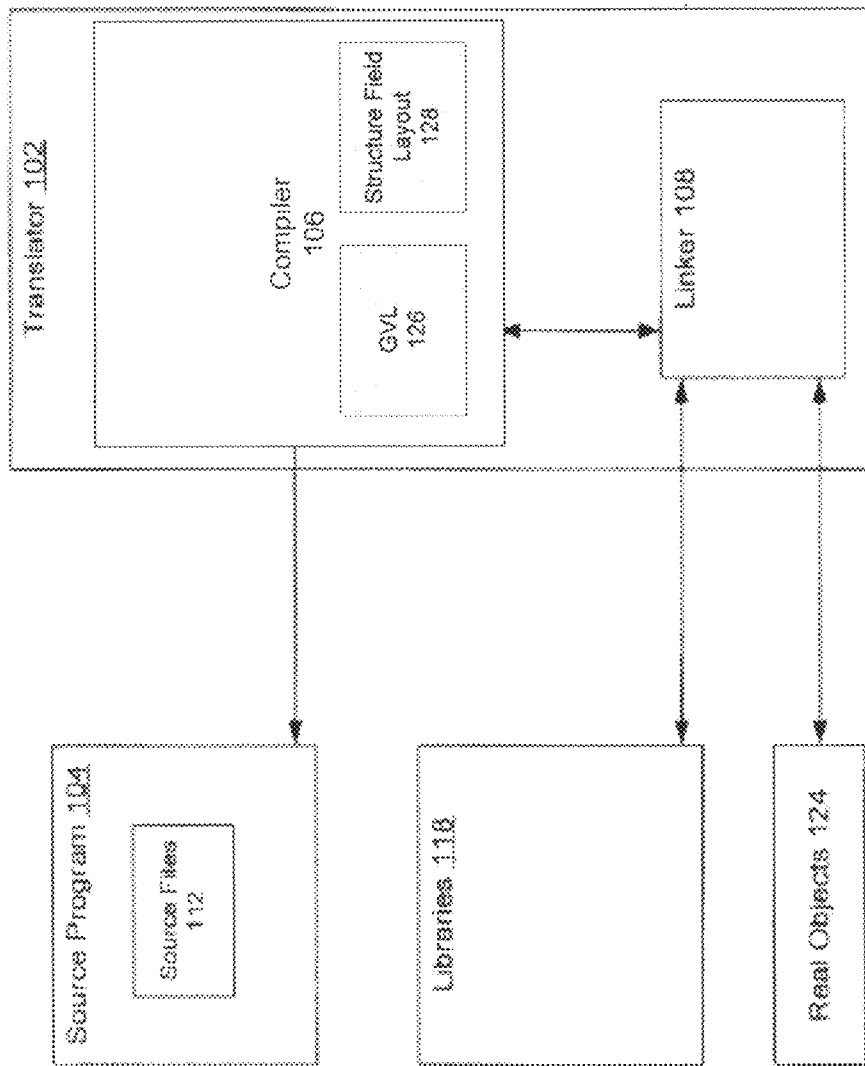 Source Program 104
Source Files
112
Libraries 118
Real Objects 124
Translator 102
Compiler
106
GVL
126
Structure Field
Layout
128
Linker 108